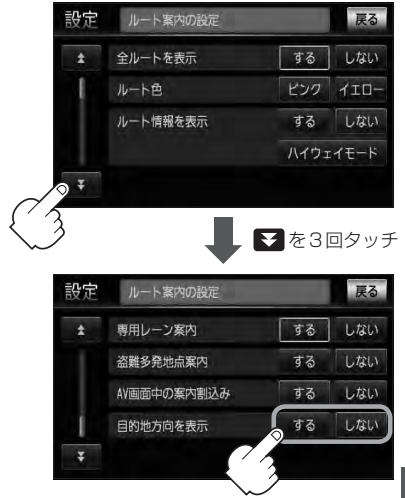 設定 ルート案内の設定 戻る
全ルートを表示 する しない
ルート色 ピンク イエロー
ルート情報を表示 する しない
ハイウェイモード
を3回タッチ
設定 ルート案内の設定 戻る
専用レーン案内 する しない
盗難多発地点案内 する しない
AV画面中の案内割込み する しない
目的地方向を表示 する しない